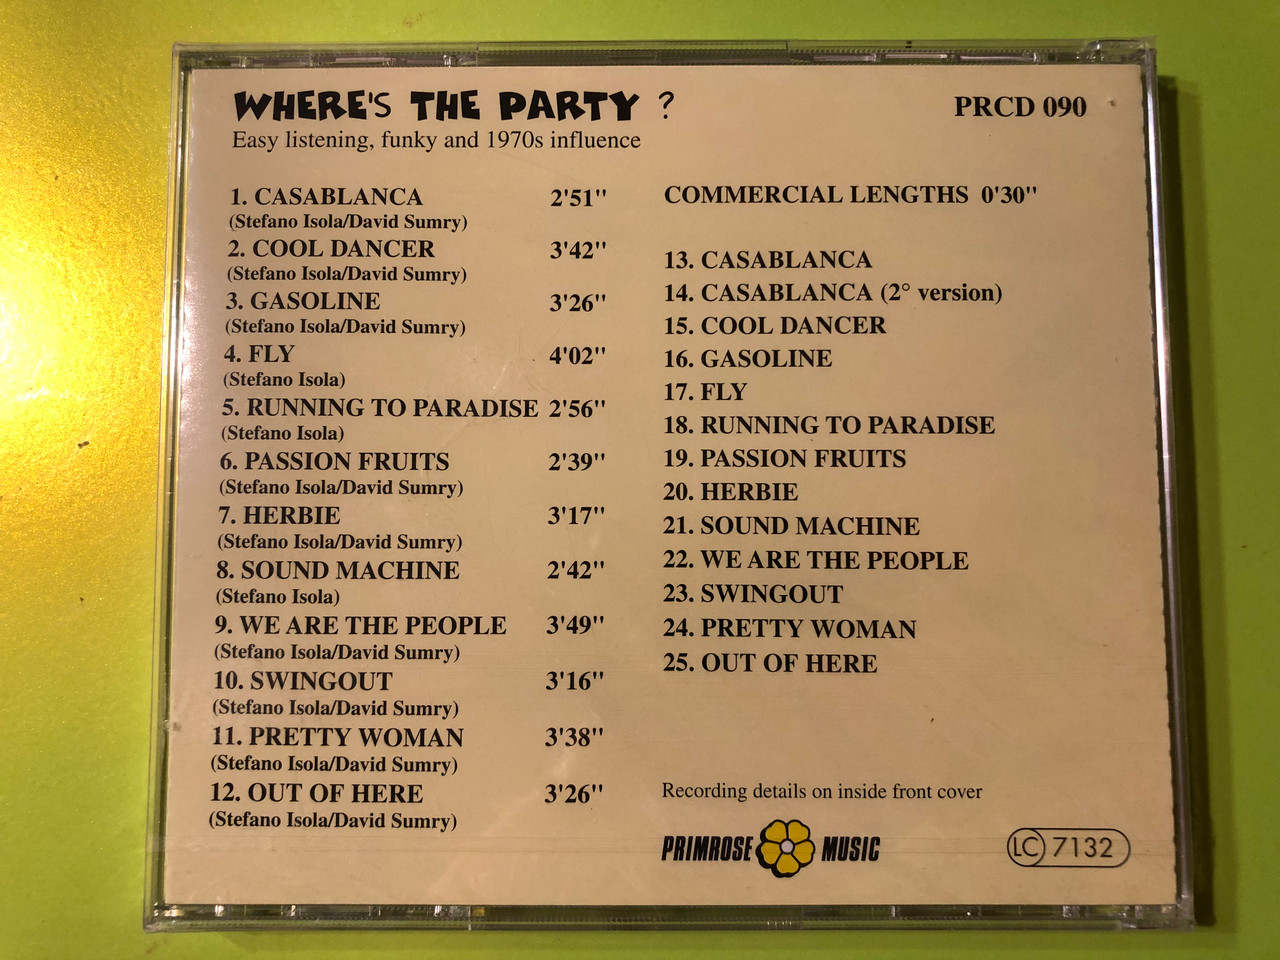 WHERE'S THE PARTY ?
PRCD 090
Easy listening, funky and 1970s influence
1. CASABLANCA 2'51"
(Stefano Isola/David Sumry)
2. COOL DANCER 3'42"
(Stefano Isola/David Sumry)
3. GASOLINE 3'26"
(Stefano Isola/David Sumry)
4. FLY 4'02"
(Stefano Isola)
5. RUNNING TO PARADISE 2'56"
(Stefano Isola)
6. PASSION FRUITS 2'39"
(Stefano Isola/David Sumry)
7. HERBIE 3'17"
(Stefano Isola/David Sumry)
8. SOUND MACHINE 2'42"
(Stefano Isola)
9. WE ARE THE PEOPLE 3'49"
(Stefano Isola/David Sumry)
10. SWINGOUT 3'16"
(Stefano Isola/David Sumry)
11. PRETTY WOMAN 3'38"
(Stefano Isola/David Sumry)
12. OUT OF HERE 3'26"
(Stefano Isola/David Sumry)
COMMERCIAL LENGTHS 0'30"
13. CASABLANCA
14. CASABLANCA (2° version)
15. COOL DANCER
16. GASOLINE
17. FLY
18. RUNNING TO PARADISE
19. PASSION FRUITS
20. HERBIE
21. SOUND MACHINE
22. WE ARE THE PEOPLE
23. SWINGOUT
24. PRETTY WOMAN
25. OUT OF HERE
Recording details on inside front cover
PRIMROSE MUSIC
LC 7132